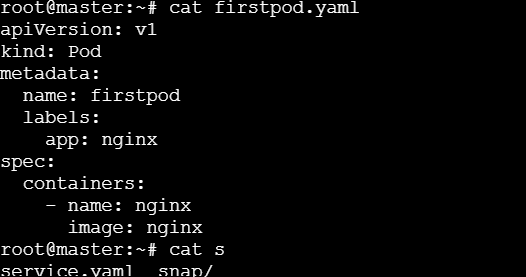 root@master:~# cat firstpod.yaml
apiVersion: v1
kind: Pod
metadata:
  name: firstpod
  labels:
    app: nginx
spec:
  containers:
    - name: nginx
      image: nginx
root@master:~# cat s
service.yaml  snap/